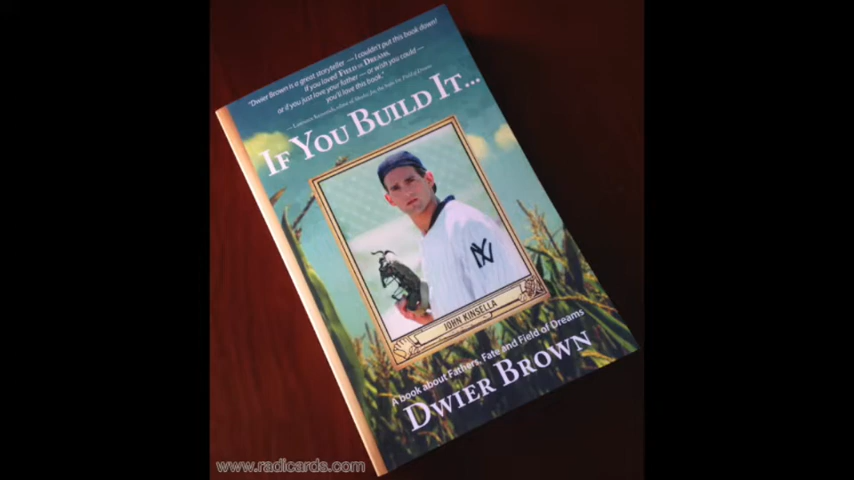 "Dwier Brown is a great storyteller — I couldn't put this book down!
If you loved FIELD OF DREAMS,
or if you just love your father — or wish you could —
you'll love this book."
IF YOU BUILD IT...
NY
JOHN KINSELLA
A book about Fathers, Fate and Field of Dreams
DWIER BROWN
www.radicards.com